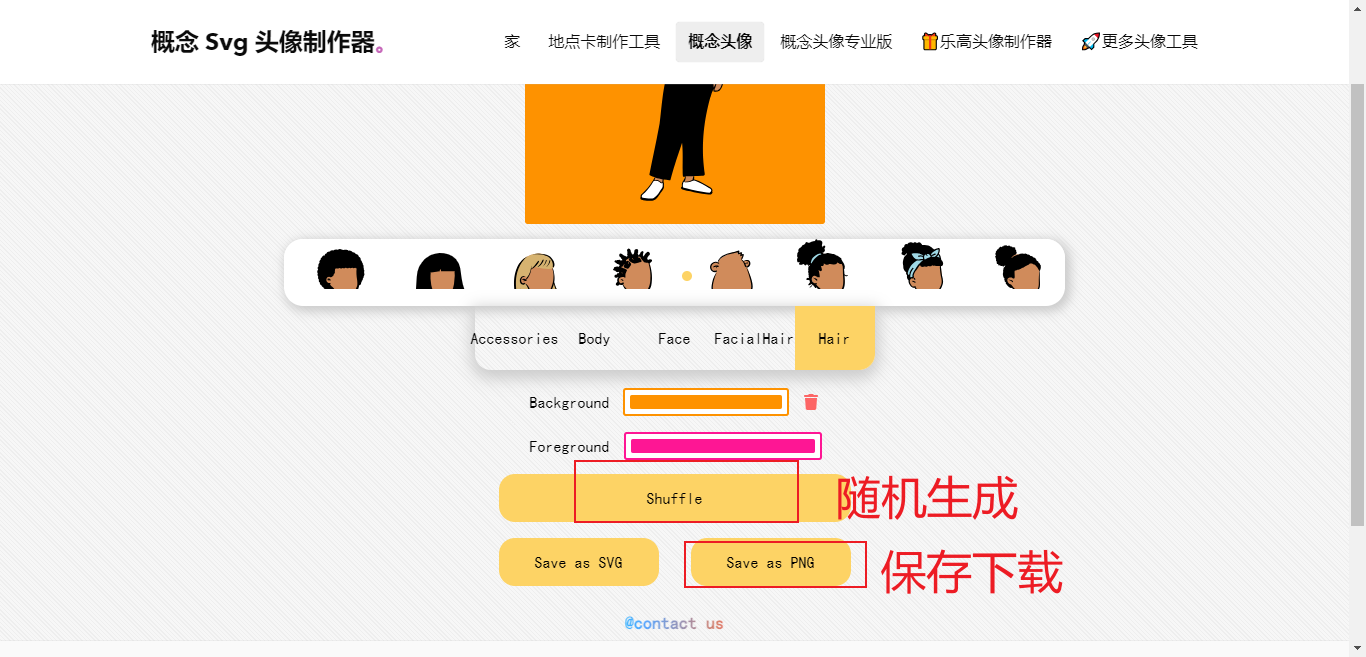 概念 Svg 头像制作器。
家 地点卡制作工具 概念头像 概念头像专业版 🎁乐高头像制作器 🚀更多头像工具
Accessories Body Face FacialHair Hair
Background
Foreground
Shuffle 随机生成
Save as SVG Save as PNG 保存下载
@contact us